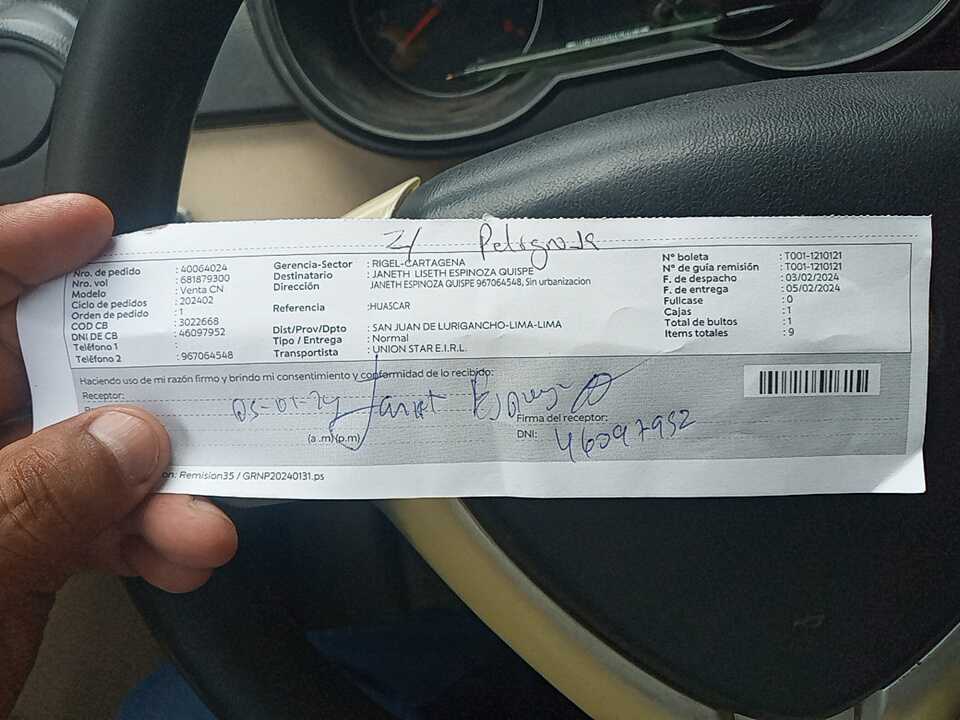 Z/ Peligrosa
Nro. de pedido : 40064024
Nro. vol : 681879300
Modelo : Venta CN
Ciclo de pedidos : 202402
Orden de pedido : 1
COD CB : 3022668
DNI DE CB : 46097952
Teléfono 1 :
Teléfono 2 : 967064548
Gerencia-Sector : RIGEL-CARTAGENA
Destinatario : JANETH LISETH ESPINOZA QUISPE
Dirección JANETH ESPINOZA QUISPE 967064548, Sin urbanizacion
Referencia :HUASCAR
Dist/Prov/Dpto : SAN JUAN DE LURIGANCHO-LIMA-LIMA
Tipo / Entrega : Normal
Transportista : UNION STAR E.I.R.L.
N° boleta : T001-1210121
N° de guía remisión : T001-1210121
F. de despacho : 03/02/2024
F. de entrega : 05/02/2024
Fullcase : 0
Cajas : 1
Total de bultos : 1
Items totales : 9
Haciendo uso de mi razón firmo y brindo mi consentimiento y conformidad de lo recibido:
Receptor:
05-01-24 Janet
(a .m) (p.m)
Firma del receptor:
DNI: 46097952
on: Remision35 / GRNP20240131.ps